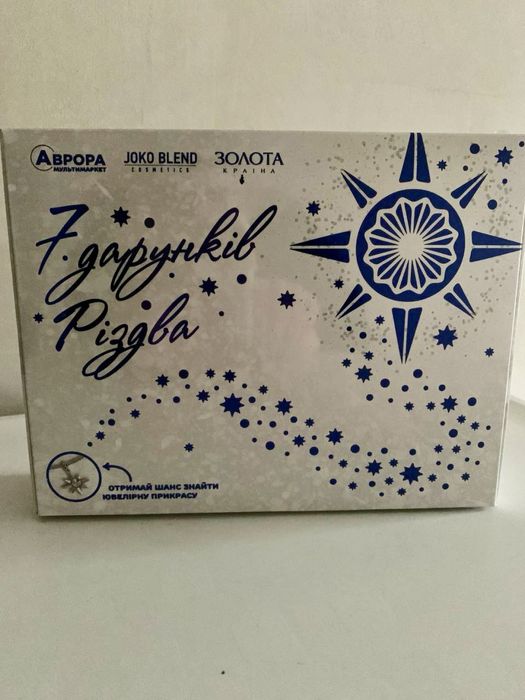 АВРОРА
МУЛЬТИМАРКЕТ
JOKO BLEND
COSMETICS
ЗОЛОТА
КРАЇНА
7 дарунків
Різдва
ОТРИМАЙ ШАНС ЗНАЙТИ
ЮВЕЛІРНУ ПРИКРАСУ